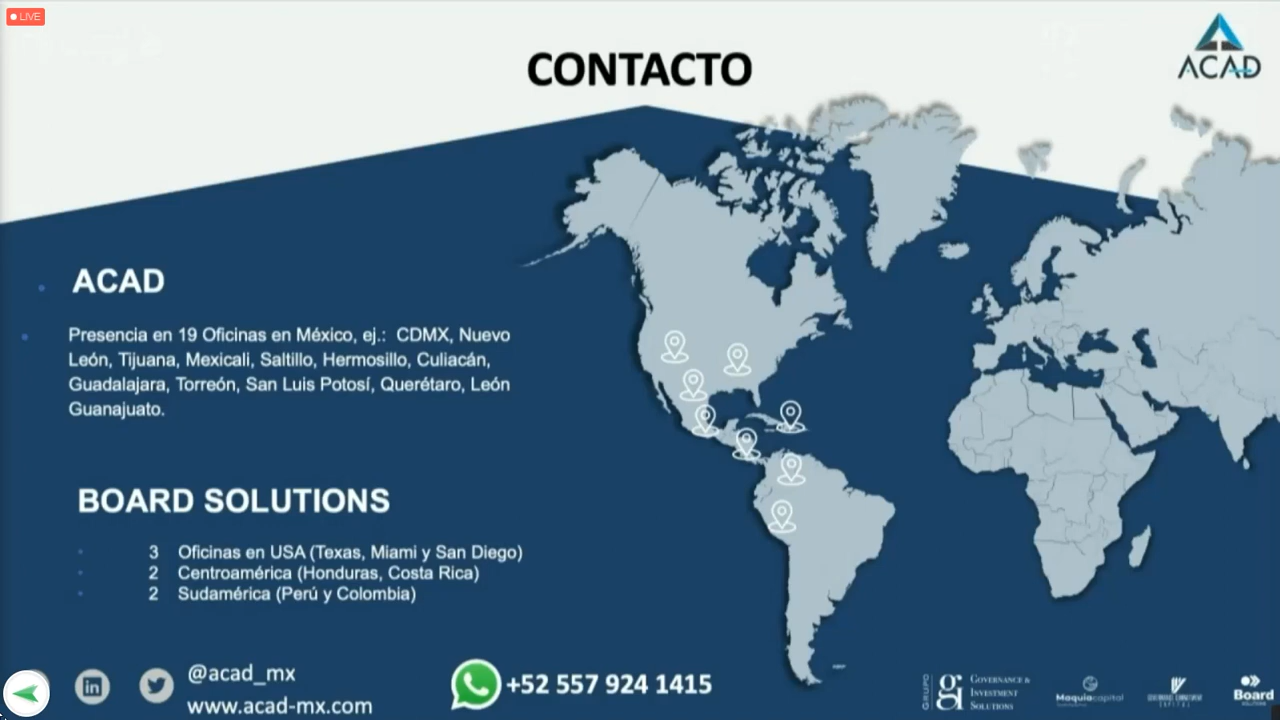 LIVE
CONTACTO
ACAD
ACAD
Presencia en 19 Oficinas en México, ej.: CDMX, Nuevo
León, Tijuana, Mexicali, Saltillo, Hermosillo, Culiacán,
Guadalajara, Torreón, San Luis Potosí, Querétaro, León
Guanajuato.
BOARD SOLUTIONS
3 Oficinas en USA (Texas, Miami y San Diego)
2 Centroamérica (Honduras, Costa Rica)
2 Sudamérica (Perú y Colombia)
@acad_mx
www.acad-mx.com
+52 557 924 1415
GRUPO
gi
GOVERNANCE &
INVESTMENT
SOLUTIONS
Maquiacapital
Board